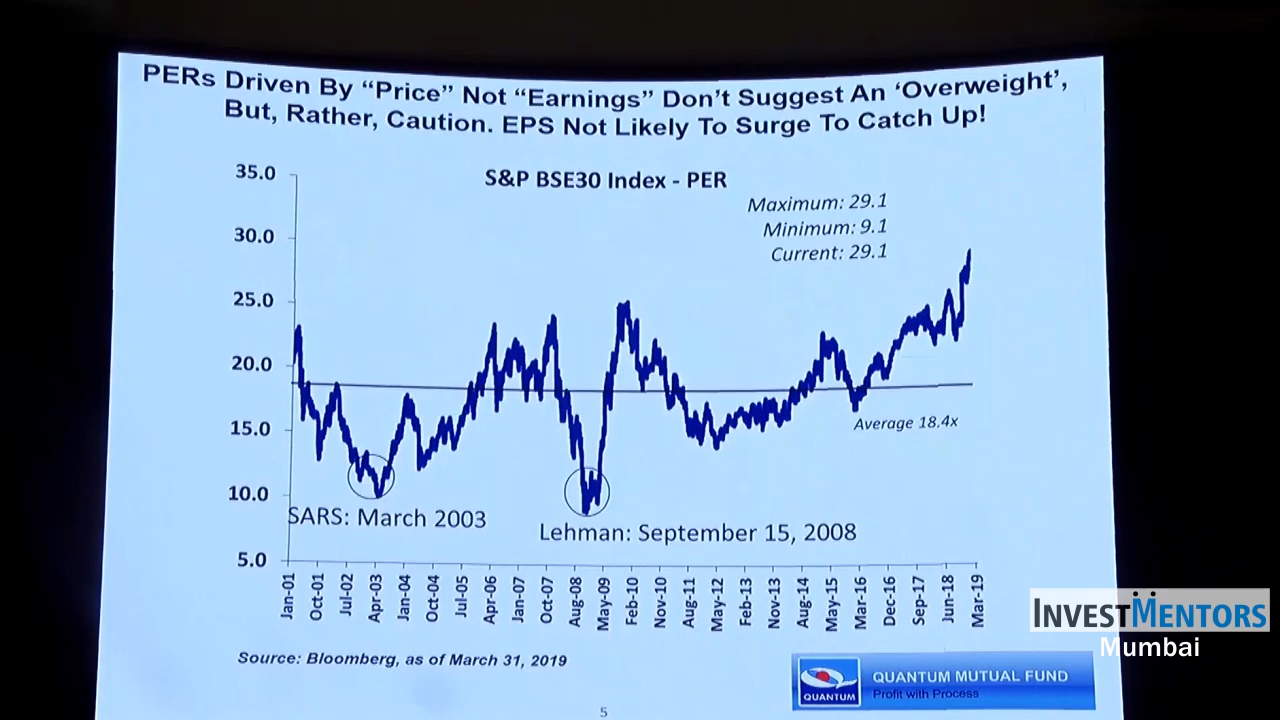 PERs Driven By “Price” Not “Earnings” Don’t Suggest An ‘Overweight’,
But, Rather, Caution. EPS Not Likely To Surge To Catch Up!
S&P BSE30 Index - PER
Maximum: 29.1
Minimum: 9.1
Current: 29.1
35.0
30.0
25.0
20.0
15.0
10.0
5.0
Average 18.4x
SARS: March 2003
Lehman: September 15, 2008
Jan-01
Oct-01
Jul-02
Apr-03
Jan-04
Oct-04
Jul-05
Apr-06
Jan-07
Oct-07
Aug-08
May-09
Feb-10
Nov-10
Aug-11
May-12
Feb-13
Nov-13
Aug-14
May-15
Mar-16
Dec-16
Sep-17
Jun-18
Mar-19
Source: Bloomberg, as of March 31, 2019
QUANTUM
QUANTUM MUTUAL FUND
Profit with Process
5
INVESTMENTORS
Mumbai